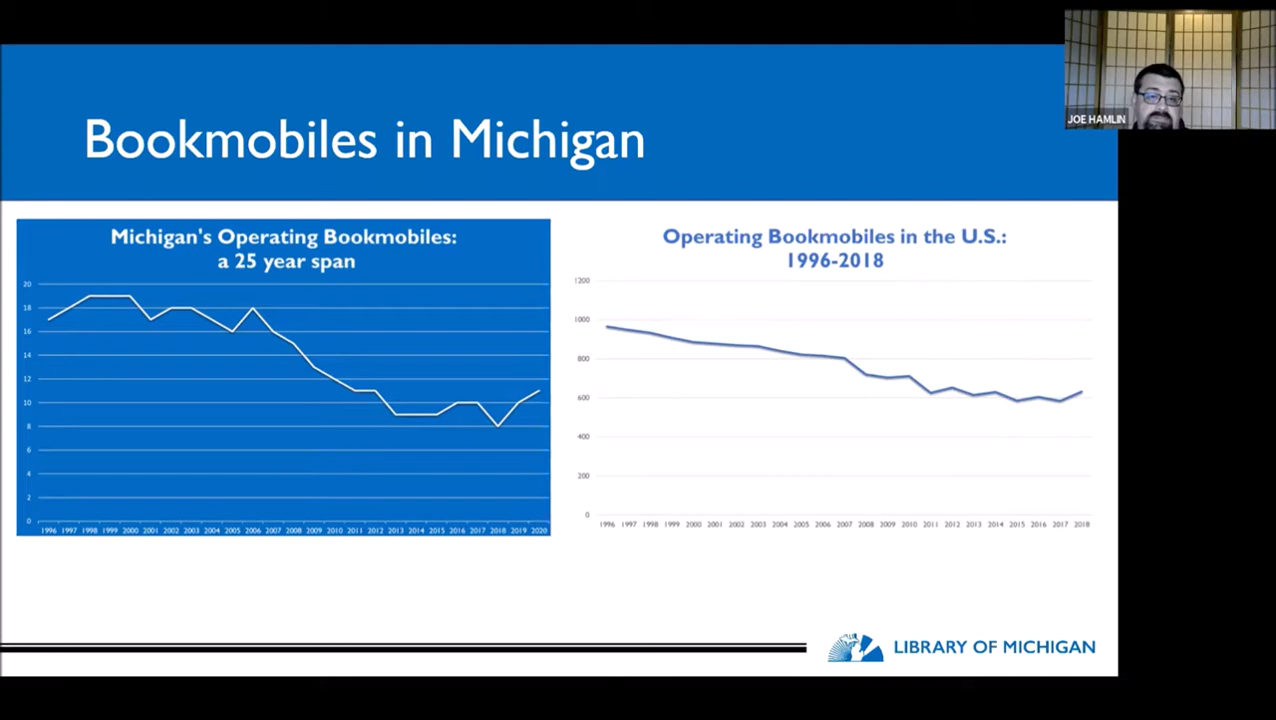 JOE HAMLIN
Bookmobiles in Michigan
Michigan's Operating Bookmobiles:
a 25 year span
20
18
16
14
12
10
8
6
4
2
0
1996 1997 1998 1999 2000 2001 2002 2003 2004 2005 2006 2007 2008 2009 2010 2011 2012 2013 2014 2015 2016 2017 2018 2019 2020
Operating Bookmobiles in the U.S.:
1996-2018
1200
1000
800
600
400
200
0
1996 1997 1998 1999 2000 2001 2002 2003 2004 2005 2006 2007 2008 2009 2010 2011 2012 2013 2014 2015 2016 2017 2018
LIBRARY OF MICHIGAN